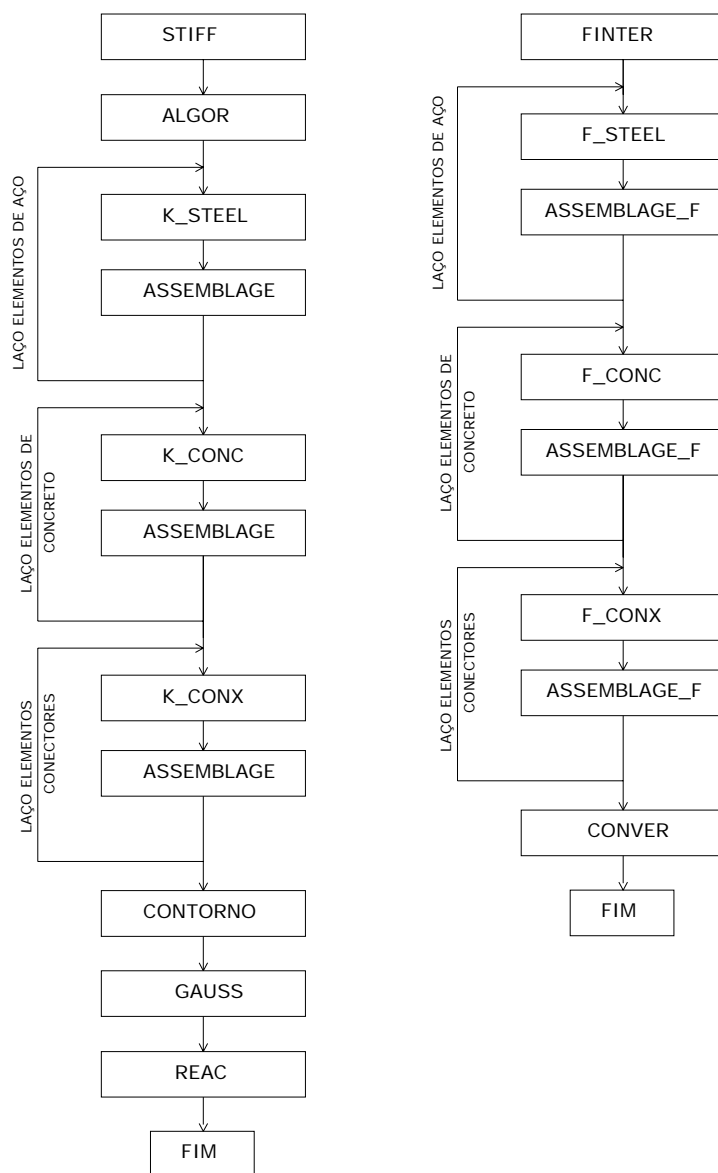 STIFF
ALGOR
LAÇO ELEMENTOS DE AÇO
K_STEEL
ASSEMBLAGE
LAÇO ELEMENTOS DE
CONCRETO
K_CONC
ASSEMBLAGE
LAÇO ELEMENTOS
CONECTORES
K_CONX
ASSEMBLAGE
CONTORNO
GAUSS
REAC
FIM
FINTER
LAÇO ELEMENTOS DE AÇO
F_STEEL
ASSEMBLAGE_F
LAÇO ELEMENTOS DE
CONCRETO
F_CONC
ASSEMBLAGE_F
LAÇO ELEMENTOS
CONECTORES
F_CONX
ASSEMBLAGE_F
CONVER
FIM